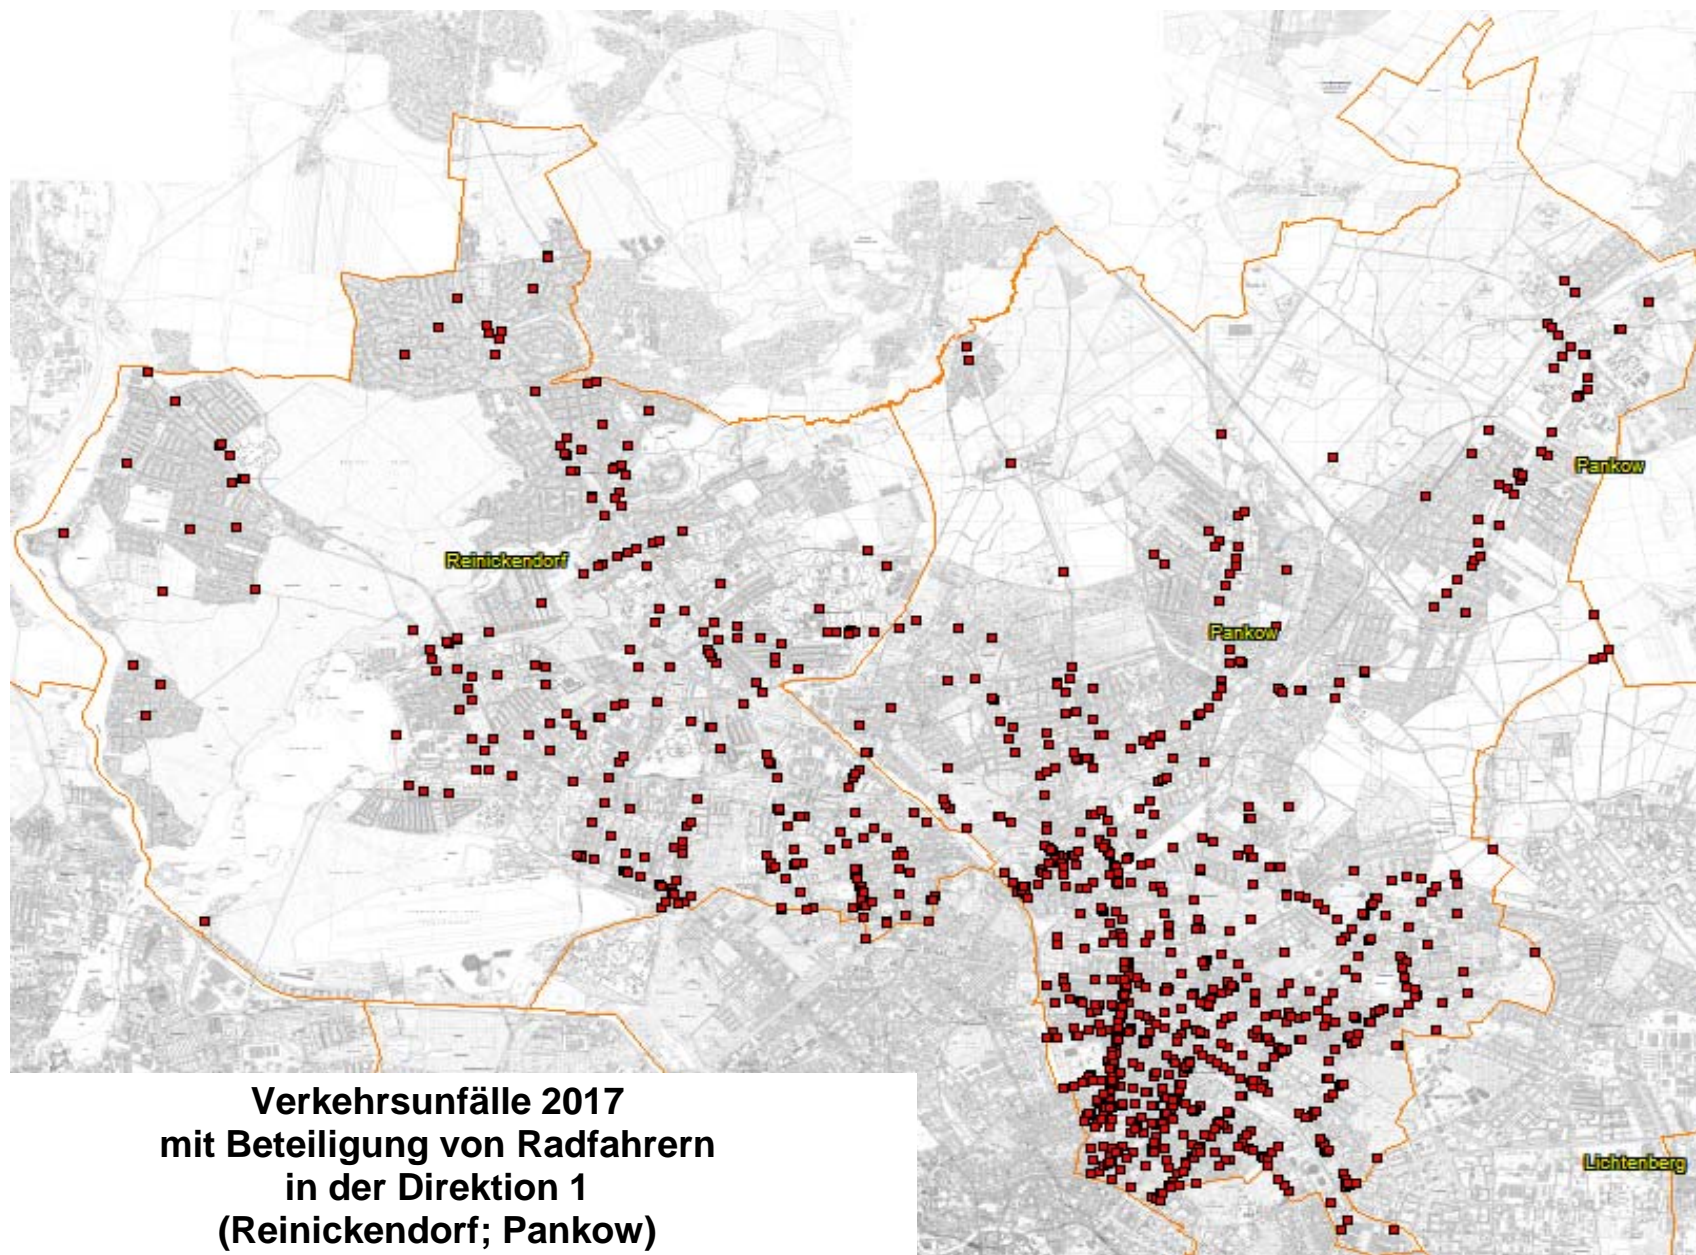 Pankow
Reinickendorf
Pankow
Lichtenberg
Verkehrsunfälle 2017
mit Beteiligung von Radfahrern
in der Direktion 1
(Reinickendorf; Pankow)